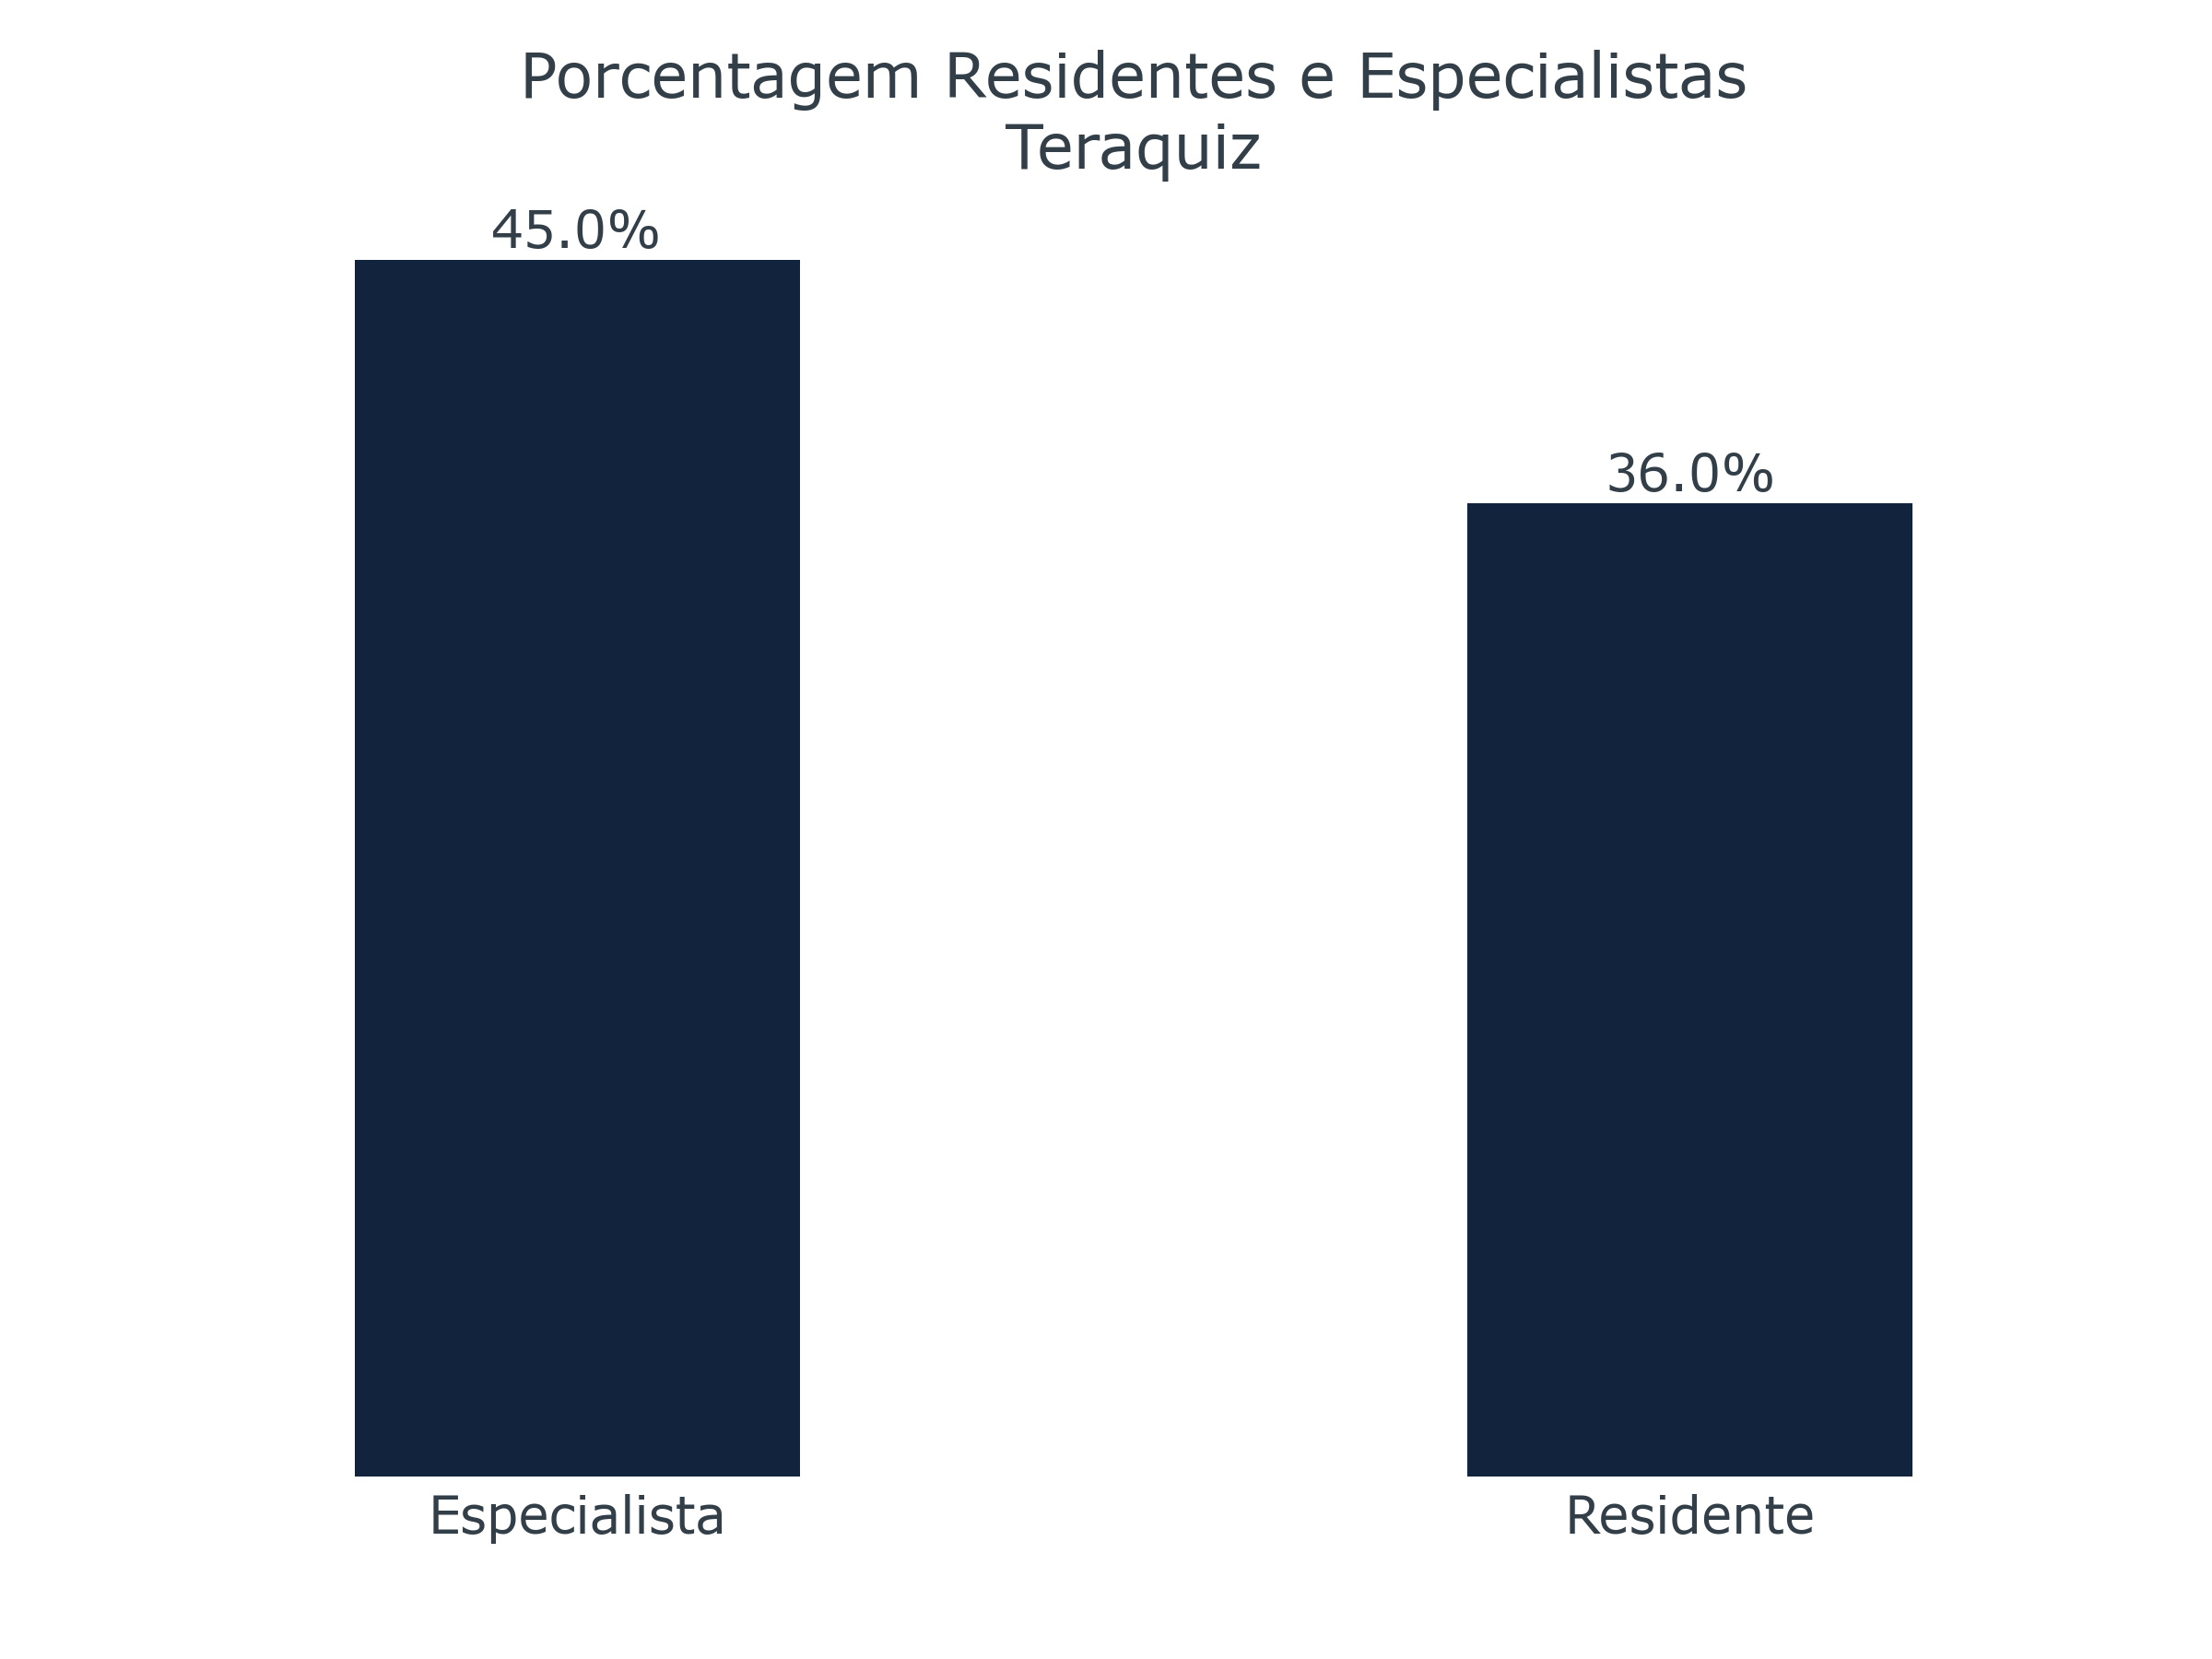 Porcentagem Residentes e Especialistas
Teraquiz
45.0%
36.0%
Especialista
Residente